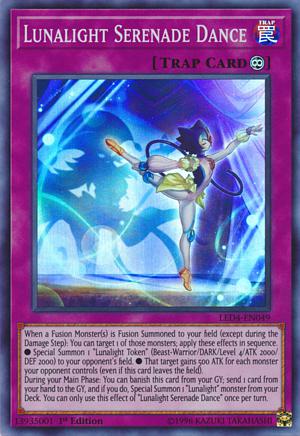 Lunalight Serenade Dance
TRAP
罠
[Trap Card]
LED4-EN049
When a Fusion Monster(s) is Fusion Summoned to your field (except during the
Damage Step): You can target 1 of those monsters; apply these effects in sequence.
● Special Summon 1 "Lunalight Token" (Beast-Warrior/DARK/Level 4/ATK 2000/
DEF 2000) to your opponent's field. ● That target gains 500 ATK for each monster
your opponent controls (even if this card leaves the field).
During your Main Phase: You can banish this card from your GY; send 1 card from
your hand to the GY, and if you do, Special Summon 1 "Lunalight" monster from your
Deck. You can only use this effect of "Lunalight Serenade Dance" once per turn.
13935001 1st Edition ©1996 KAZUKI TAKAHASHI